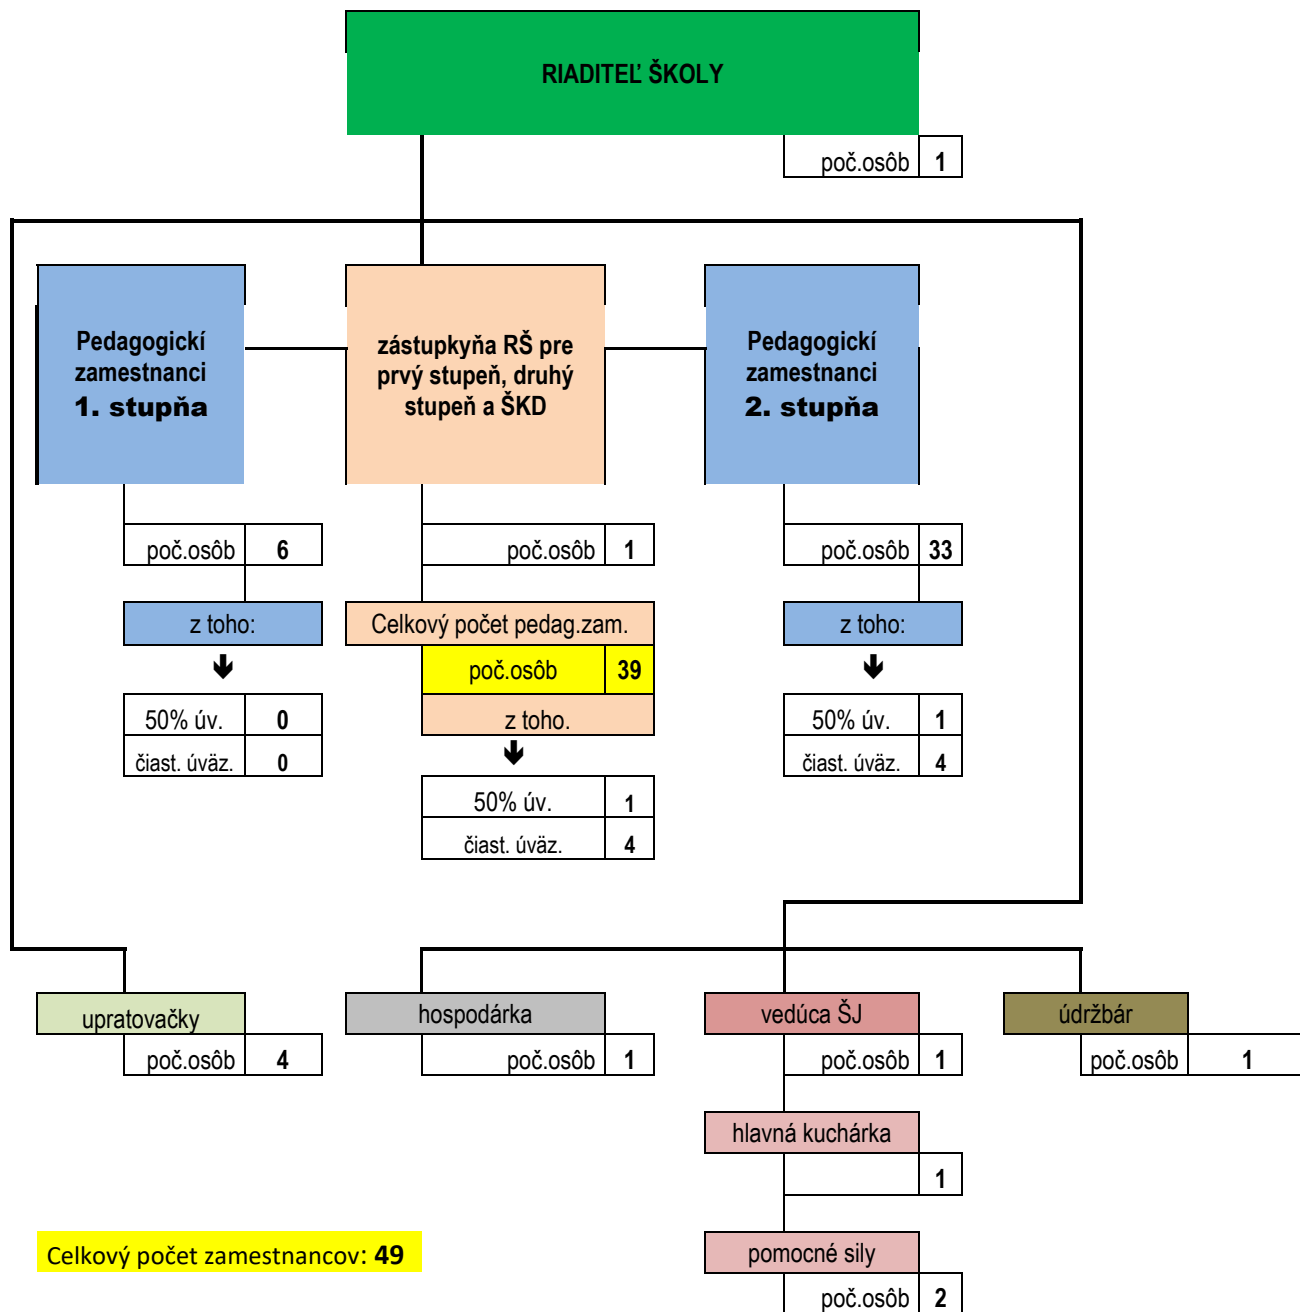 RIADITEĽ ŠKOLY
poč.osôb 1
Pedagogickí
zamestnanci
1. stupňa
zástupkyňa RŠ pre
prvý stupeň, druhý
stupeň a ŠKD
Pedagogickí
zamestnanci
2. stupňa
poč.osôb 6
poč.osôb 1
poč.osôb 33
z toho:
Celkový počet pedag.zam.
z toho:
poč.osôb 39
z toho.
50% úv. 0
čiast. úväz. 0
50% úv. 1
čiast. úväz. 4
50% úv. 1
čiast. úväz. 4
upratovačky
poč.osôb 4
hospodárka
poč.osôb 1
vedúca ŠJ
poč.osôb 1
údržbár
poč.osôb 1
hlavná kuchárka
1
pomocné sily
poč.osôb 2
Celkový počet zamestnancov: 49